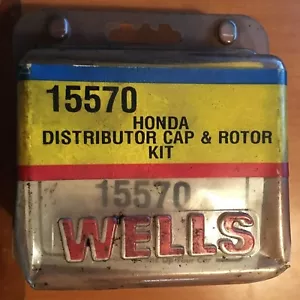 15570
HONDA
DISTRIBUTOR CAP & ROTOR
KIT
15570
WELLS